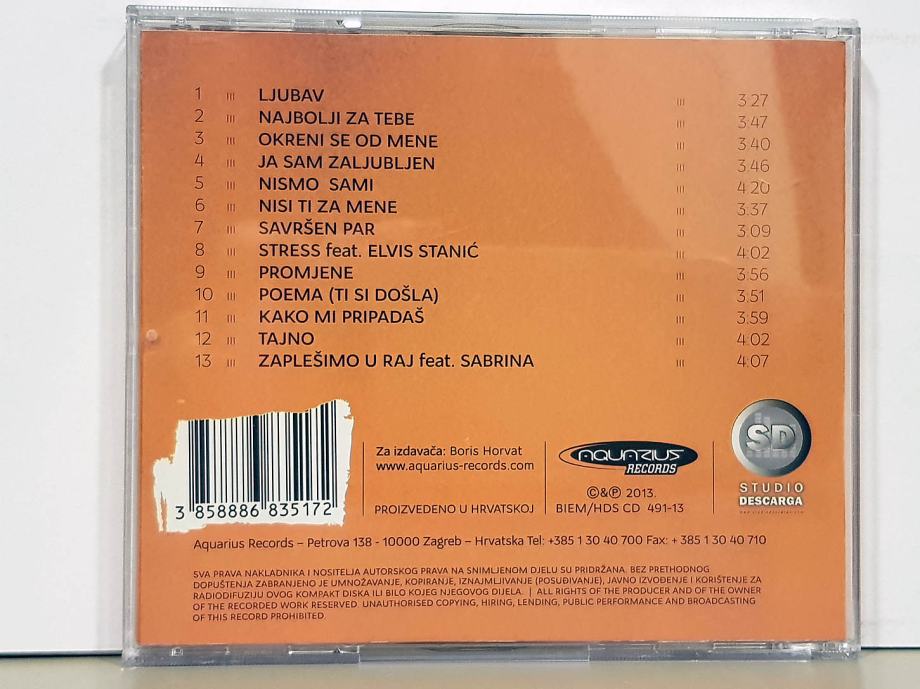 1 LJUBAV 3:27
2 NAJBOLJI ZA TEBE 3:47
3 OKRENI SE OD MENE 3:40
4 JA SAM ZALJUBLJEN 3:46
5 NISMO SAMI 4:20
6 NISI TI ZA MENE 3:37
7 SAVRŠEN PAR 3:09
8 STRESS feat. ELVIS STANIĆ 4:02
9 PROMJENE 3:56
10 POEMA (TI SI DOŠLA) 3:51
11 KAKO MI PRIPADAŠ 3:59
12 TAJNO 4:02
13 ZAPLEŠIMO U RAJ feat. SABRINA 4:07
3 858886 835172
Za izdavača: Boris Horvat
www.aquarius-records.com
PROIZVEDENO U HRVATSKOJ
AQUARIUS
RECORDS
©&℗ 2013.
BIEM/HDS CD 491-13
SD
STUDIO
DESCARGA
Aquarius Records – Petrova 138 - 10000 Zagreb – Hrvatska Tel: +385 1 30 40 700 Fax: + 385 1 30 40 710
SVA PRAVA NAKLADNIKA I NOSITELJA AUTORSKOG PRAVA NA SNIMLJENOM DJELU SU PRIDRŽANA. BEZ PRETHODNOG
DOPUŠTENJA ZABRANJENO JE UMNOŽAVANJE, KOPIRANJE, IZNAJMLJIVANJE (POSUĐIVANJE), JAVNO IZVOĐENJE I KORIŠTENJE ZA
RADIODIFUZIJU OVOG KOMPAKT DISKA ILI BILO KOJEG NJEGOVOG DIJELA. | ALL RIGHTS OF THE PRODUCER AND OF THE OWNER
OF THE RECORDED WORK RESERVED. UNAUTHORISED COPYING, HIRING, LENDING, PUBLIC PERFORMANCE AND BROADCASTING
OF THIS RECORD PROHIBITED.